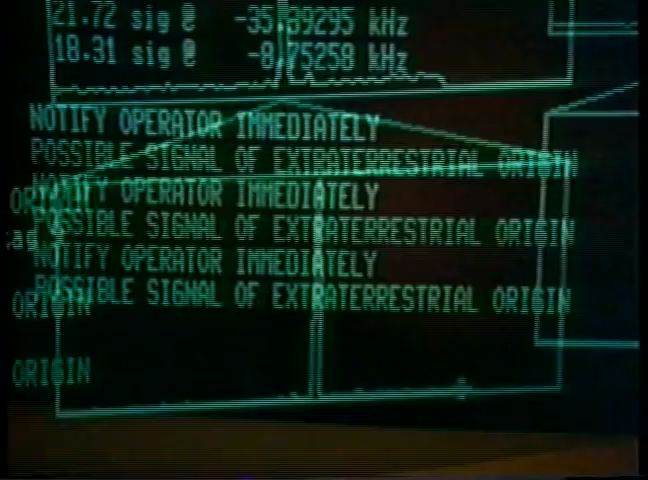 21.72 sig @ -35.89295 kHz
18.31 sig @ -8.75258 kHz
NOTIFY OPERATOR IMMEDIATELY
POSSIBLE SIGNAL OF EXTRATERRESTRIAL ORIGIN
NOTIFY OPERATOR IMMEDIATELY
POSSIBLE SIGNAL OF EXTRATERRESTRIAL ORIGIN
NOTIFY OPERATOR IMMEDIATELY
POSSIBLE SIGNAL OF EXTRATERRESTRIAL ORIGIN
ORIGIN
ORIGIN